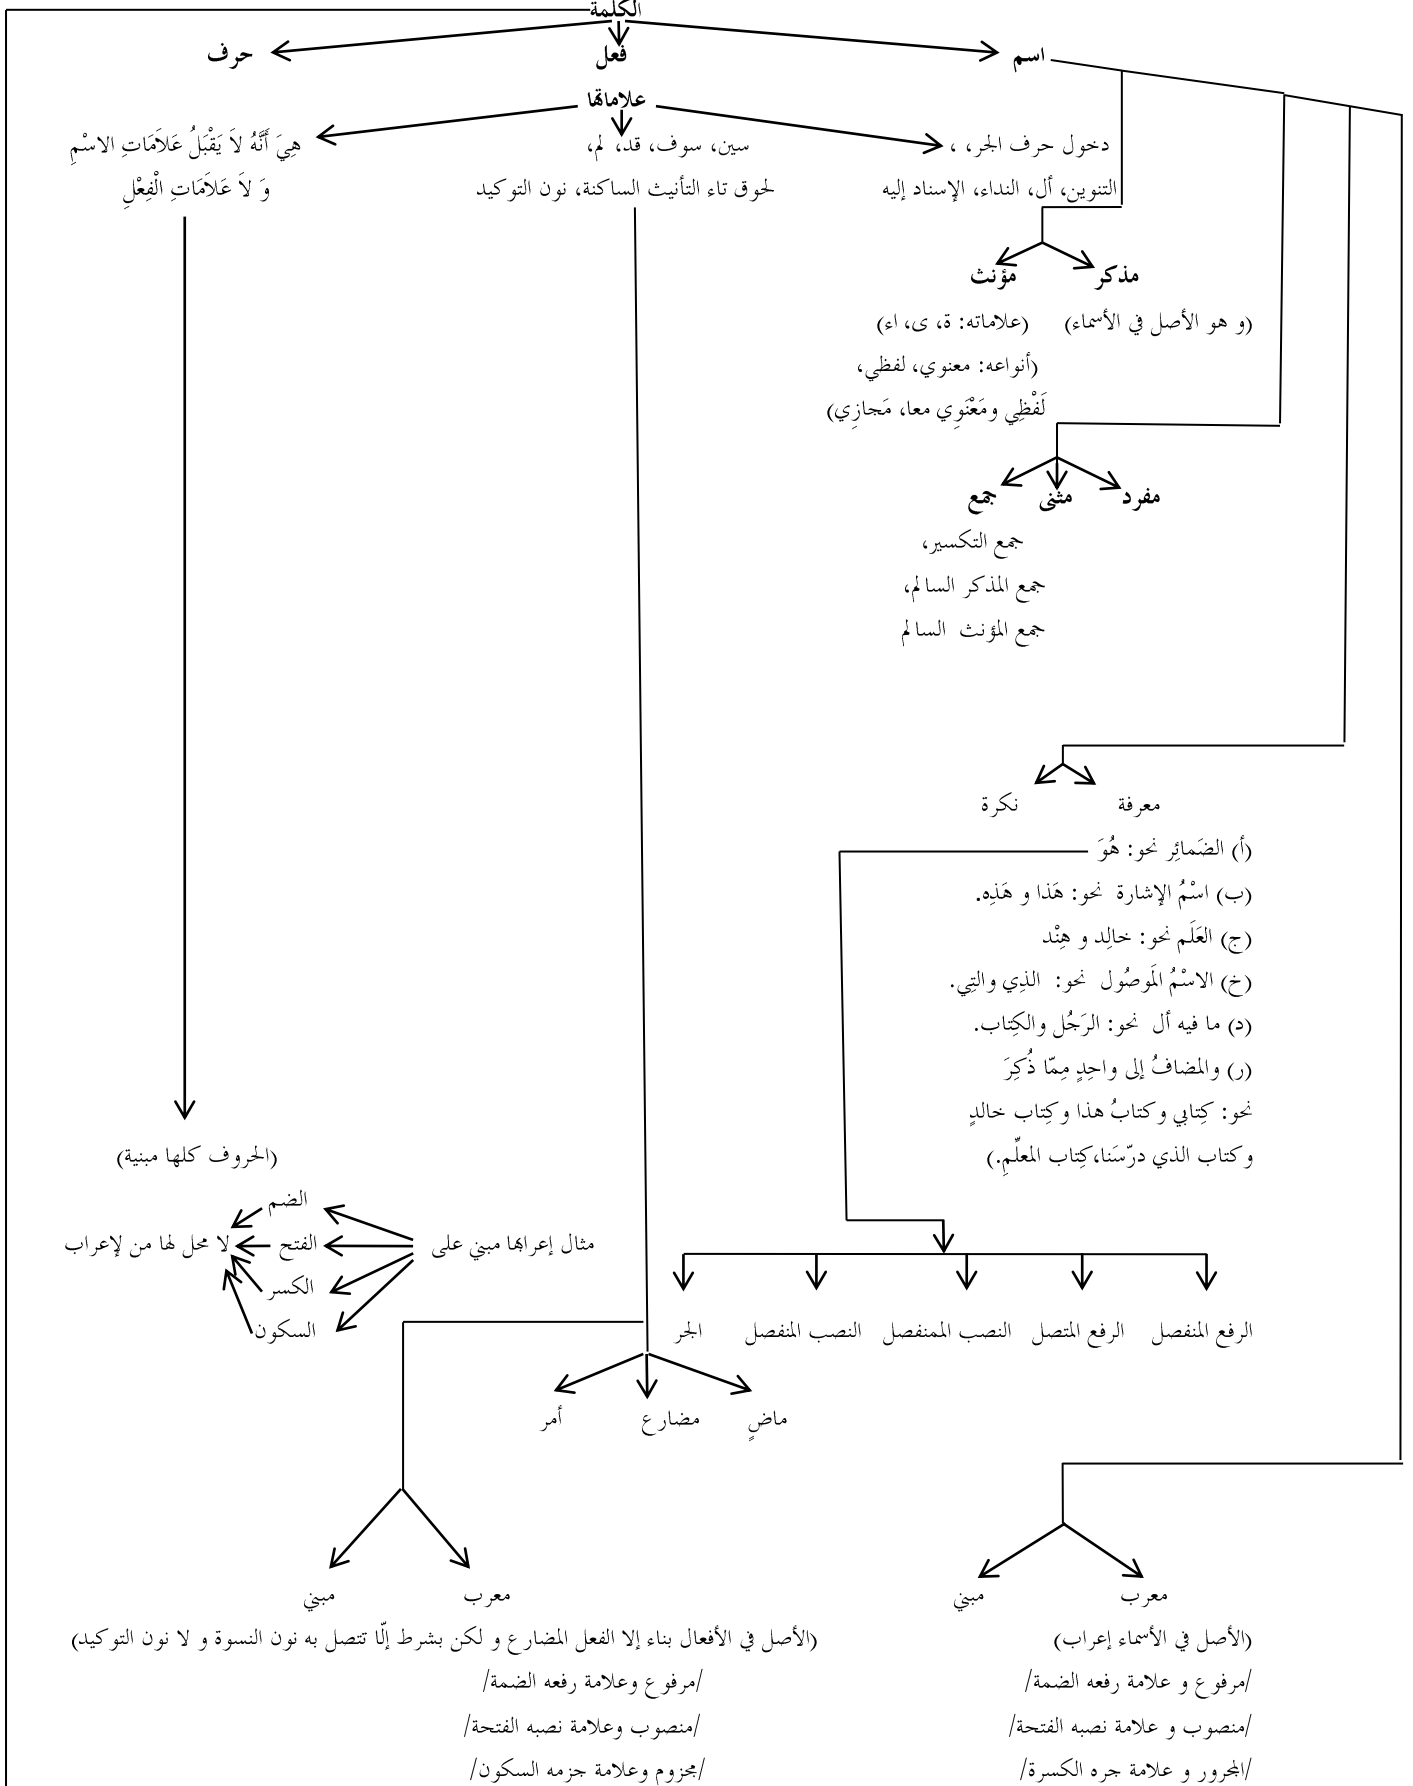 الكلمة
اسم فعل حرف
علاماتها
دخول حرف الجر، ، سين، سوف، قد، لم، هِيَ أَنَّهُ لاَ يَقْبَلُ عَلاَمَاتِ الاسْمِ
التنوين، أل، النداء، الإسناد إليه لحوق تاء التأنيث الساكنة، نون التوكيد وَ لاَ عَلاَمَاتِ الْفِعْلِ
مذكر مؤنث
(و هو الأصل في الأسماء) (علاماته: ة، ى، اء)
(أنواعه: معنوي، لفظي،
لَفْظِي ومَعْنَوِي معا، مَجازِي)
مفرد مثنى جمع
جمع التكسير،
جمع المذكر السالم،
جمع المؤنث السالم
معرفة نكرة
(أ) الضَمائِر نحو: هُوَ
(ب) اسْمُ الإشارة نحو: هَذا و هَذِه.
(ج) العَلَم نحو: خالِد و هِنْد
(خ) الاسْمُ المَوصُول نحو: الذِي والتِي.
(د) ما فيه أل نحو: الرَجُل والكِتاب.
(ر) والمضافُ إلى واحِدٍ مِمّا ذُكِرَ
نحو: كِتابي وكتابُ هذا وكِتاب خالدٍ
وكتاب الذي درّسَنا،كِتاب المعلِّمِ.)
(الحروف كلها مبنية)
الضم
مثال إعرابها مبني على الفتح لا محل لها من لإعراب
الكسر
السكون
الرفع المنفصل الرفع المتصل النصب الممنفصل النصب المنفصل الجر
ماضٍ مضارع أمر
معرب مبني معرب مبني
(الأصل في الأسماء إعراب) (الأصل في الأفعال بناء إلا الفعل المضارع و لكن بشرط إلّا تتصل به نون النسوة و لا نون التوكيد)
/مرفوع و علامة رفعه الضمة/ /مرفوع وعلامة رفعه الضمة/
/منصوب و علامة نصبه الفتحة/ /منصوب وعلامة نصبه الفتحة/
/المجرور و علامة جره الكسرة/ /مجزوم وعلامة جزمه السكون/